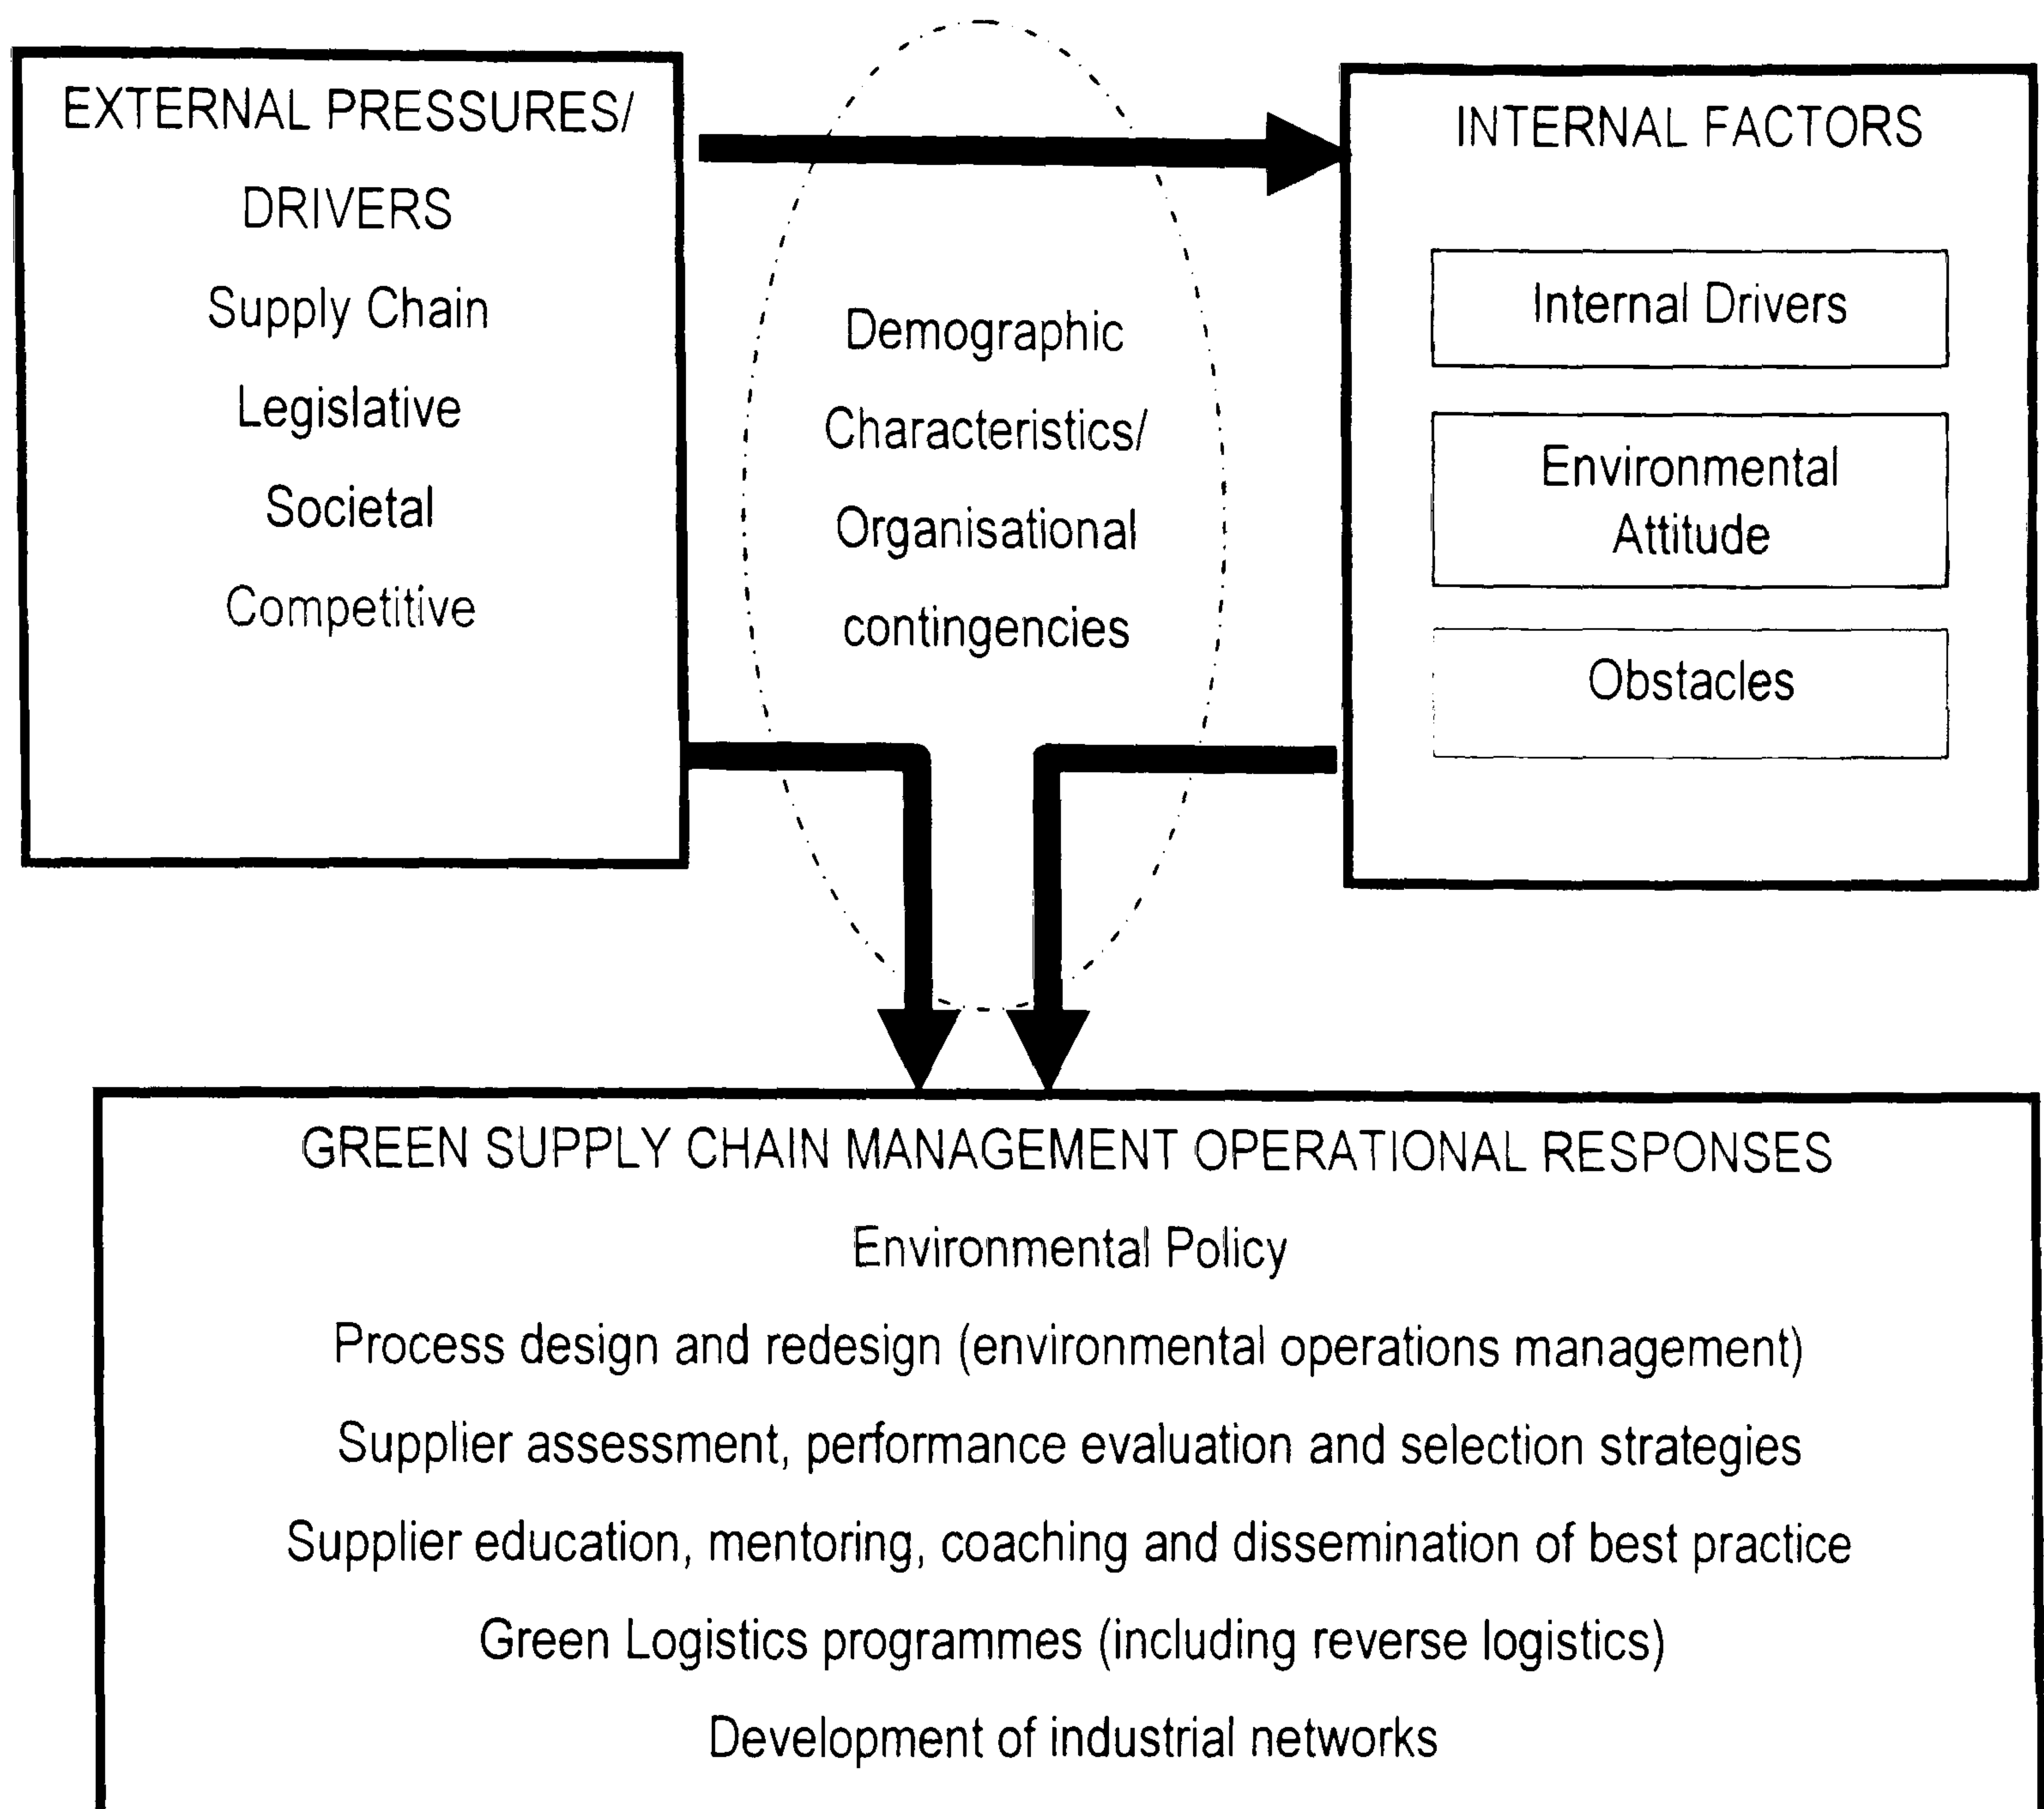 EXTERNAL PRESSURES/
DRIVERS
Supply Chain
Legislative
Societal
Competitive
Demographic
Characteristics/
Organisational
contingencies
INTERNAL FACTORS
Internal Drivers
Environmental
Attitude
Obstacles
GREEN SUPPLY CHAIN MANAGEMENT OPERATIONAL RESPONSES
Environmental Policy
Process design and redesign (environmental operations management)
Supplier assessment, performance evaluation and selection strategies
Supplier education, mentoring, coaching and dissemination of best practice
Green Logistics programmes (including reverse logistics)
Development of industrial networks